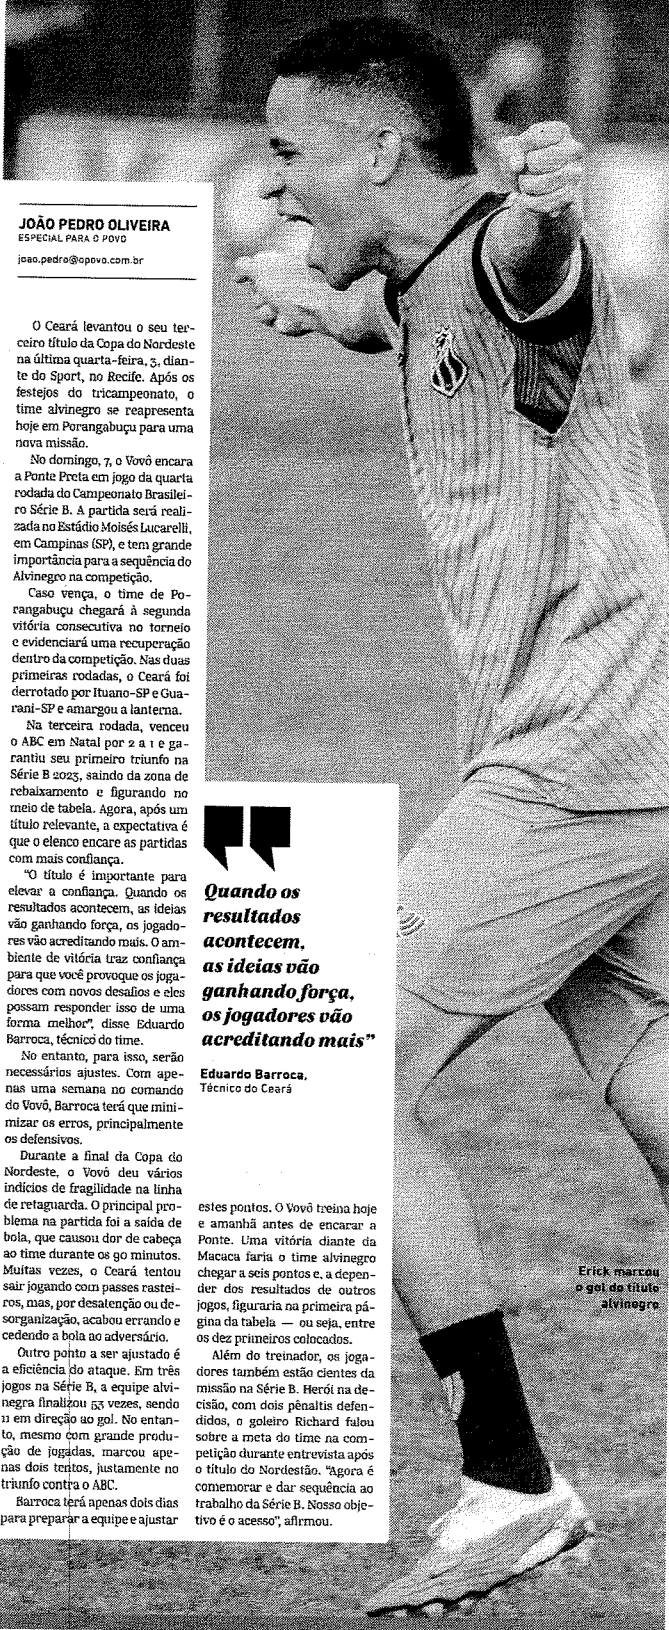 JOÃO PEDRO OLIVEIRA
ESPECIAL PARA O POVO
joao.pedro@opovo.com.br
O Ceará levantou o seu ter-
ceiro título da Copa do Nordeste
na última quarta-feira, 3, dian-
te do Sport, no Recife. Após os
festejos do tricampeonato, o
time alvinegro se reapresenta
hoje em Porangabuçu para uma
nova missão.
No domingo, 7, o Vovô encara
a Ponte Preta em jogo da quarta
rodada do Campeonato Brasilei-
ro Série B. A partida será reali-
zada no Estádio Moisés Lucarelli,
em Campinas (SP), e tem grande
importância para a sequência do
Alvinegro na competição.
Caso vença, o time de Po-
rangabuçu chegará à segunda
vitória consecutiva no torneio
e evidenciará uma recuperação
dentro da competição. Nas duas
primeiras rodadas, o Ceará foi
derrotado por Ituano-SP e Gua-
rani-SP e amargou a lanterna.
Na terceira rodada, venceu
o ABC em Natal por 2 a 1 e ga-
rantiu seu primeiro triunfo na
Série B 2023, saindo da zona de
rebaixamento e figurando no
meio de tabela. Agora, após um
título relevante, a expectativa é
que o elenco encare as partidas
com mais confiança.
"O título é importante para
elevar a confiança. Quando os
resultados acontecem, as ideias
vão ganhando força, os jogado-
res vão acreditando mais. O am-
biente de vitória traz confiança
para que você provoque os joga-
dores com novos desafios e eles
possam responder isso de uma
forma melhor", disse Eduardo
Barroca, técnico do time.
No entanto, para isso, serão
necessários ajustes. Com ape-
nas uma semana no comando
do Vovô, Barroca terá que mini-
mizar os erros, principalmente
os defensivos.
Durante a final da Copa do
Nordeste, o Vovô deu vários
indícios de fragilidade na linha
de retaguarda. O principal pro-
blema na partida foi a saída de
bola, que causou dor de cabeça
ao time durante os 90 minutos.
Muitas vezes, o Ceará tentou
sair jogando com passes rastei-
ros, mas, por desatenção ou de-
sorganização, acabou errando e
cedendo a bola ao adversário.
Outro ponto a ser ajustado é
a eficiência do ataque. Em três
jogos na Série B, a equipe alvi-
negra finalizou 53 vezes, sendo
11 em direção ao gol. No entan-
to, mesmo com grande produ-
ção de jogadas, marcou ape-
nas dois tentos, justamente no
triunfo contra o ABC.
Barroca terá apenas dois dias
para preparar a equipe e ajustar
Quando os
resultados
acontecem,
as ideias vão
ganhando força,
os jogadores vão
acreditando mais"
Eduardo Barroca,
Técnico do Ceará
estes pontos. O Vovô treina hoje
e amanhã antes de encarar a
Ponte. Uma vitória diante da
Macaca faria o time alvinegro
chegar a seis pontos e, a depen-
der dos resultados de outros
jogos, figuraria na primeira pá-
gina da tabela — ou seja, entre
os dez primeiros colocados.
Além do treinador, os joga-
dores também estão cientes da
missão na Série B. Herói na de-
cisão, com dois pênaltis defen-
didos, o goleiro Richard falou
sobre a meta do time na com-
petição durante entrevista após
o título do Nordestão. "Agora é
comemorar e dar sequência ao
trabalho da Série B. Nosso obje-
tivo é o acesso", afirmou.
Erick marcou
o gol do título
alvinegro